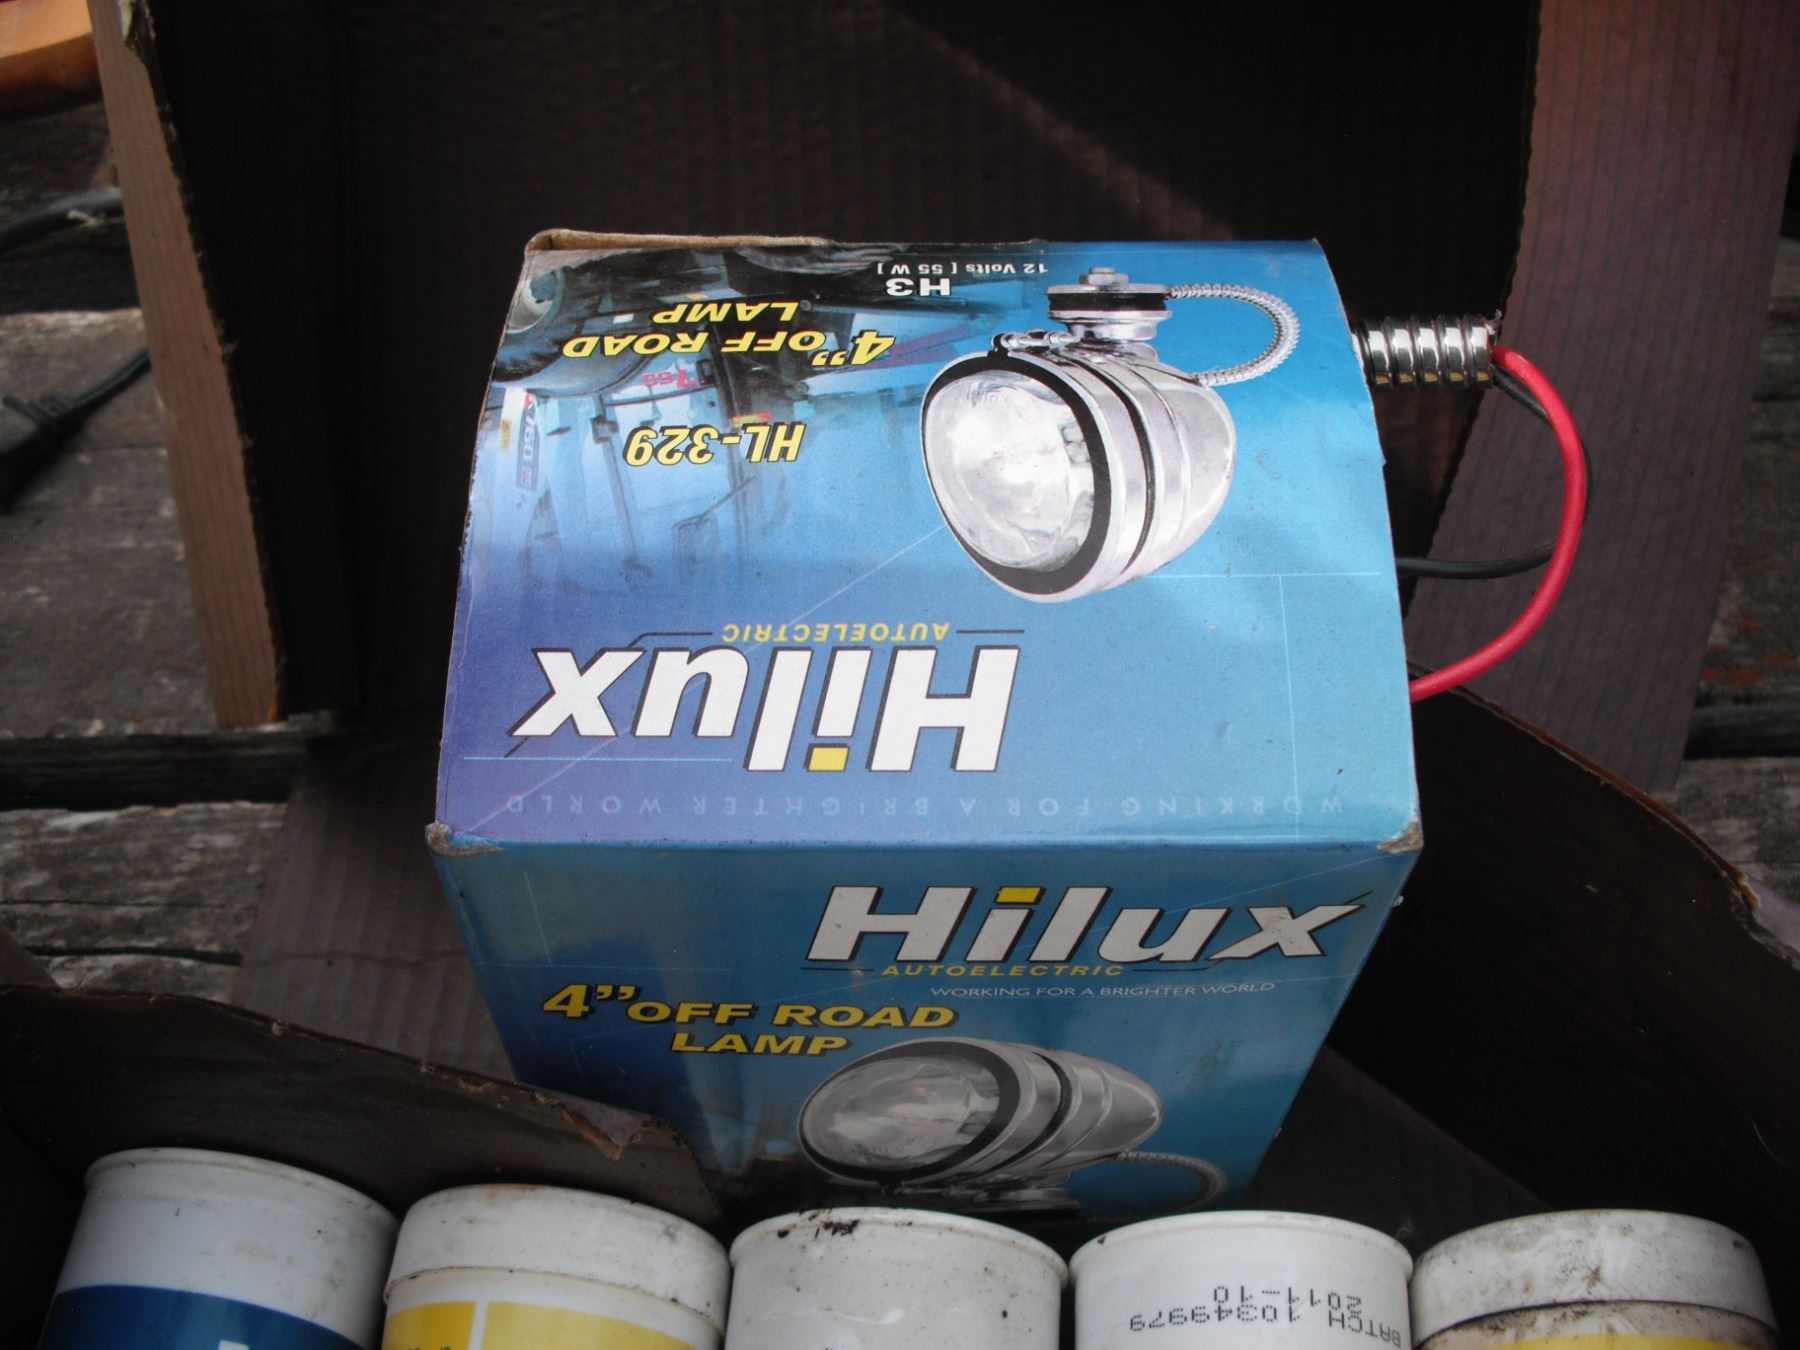 H3
12 Volts [ 55 W ]
4” OFF ROAD
LAMP
HL-329
AUTOELECTRIC
Hilux
WORKING FOR A BRIGHTER WORLD
Hilux
AUTOELECTRIC
WORKING FOR A BRIGHTER WORLD
4” OFF ROAD
LAMP
BATCH 10349979
2011-10